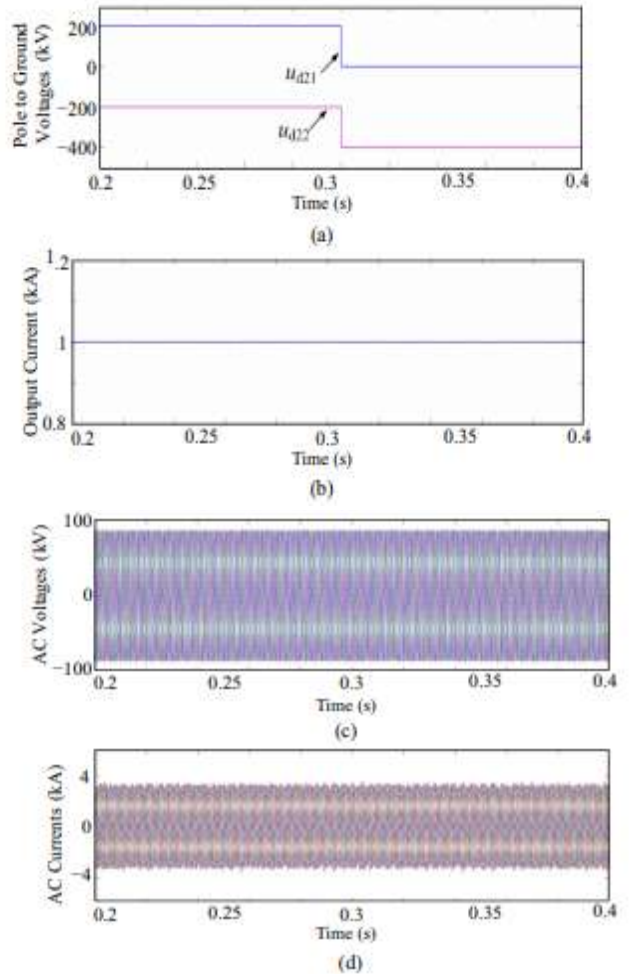 Pole to Ground
Voltages (kV)
200
0
−200
−400
u_d21
u_d22
0.2 0.25 0.3 0.35 0.4
Time (s)
(a)
Output Current (kA)
1.2
1
0.8
0.2 0.25 0.3 0.35 0.4
Time (s)
(b)
AC Voltages (kV)
100
0
−100
0.2 0.25 0.3 0.35 0.4
Time (s)
(c)
AC Currents (kA)
4
0
−4
0.2 0.25 0.3 0.35 0.4
Time (s)
(d)